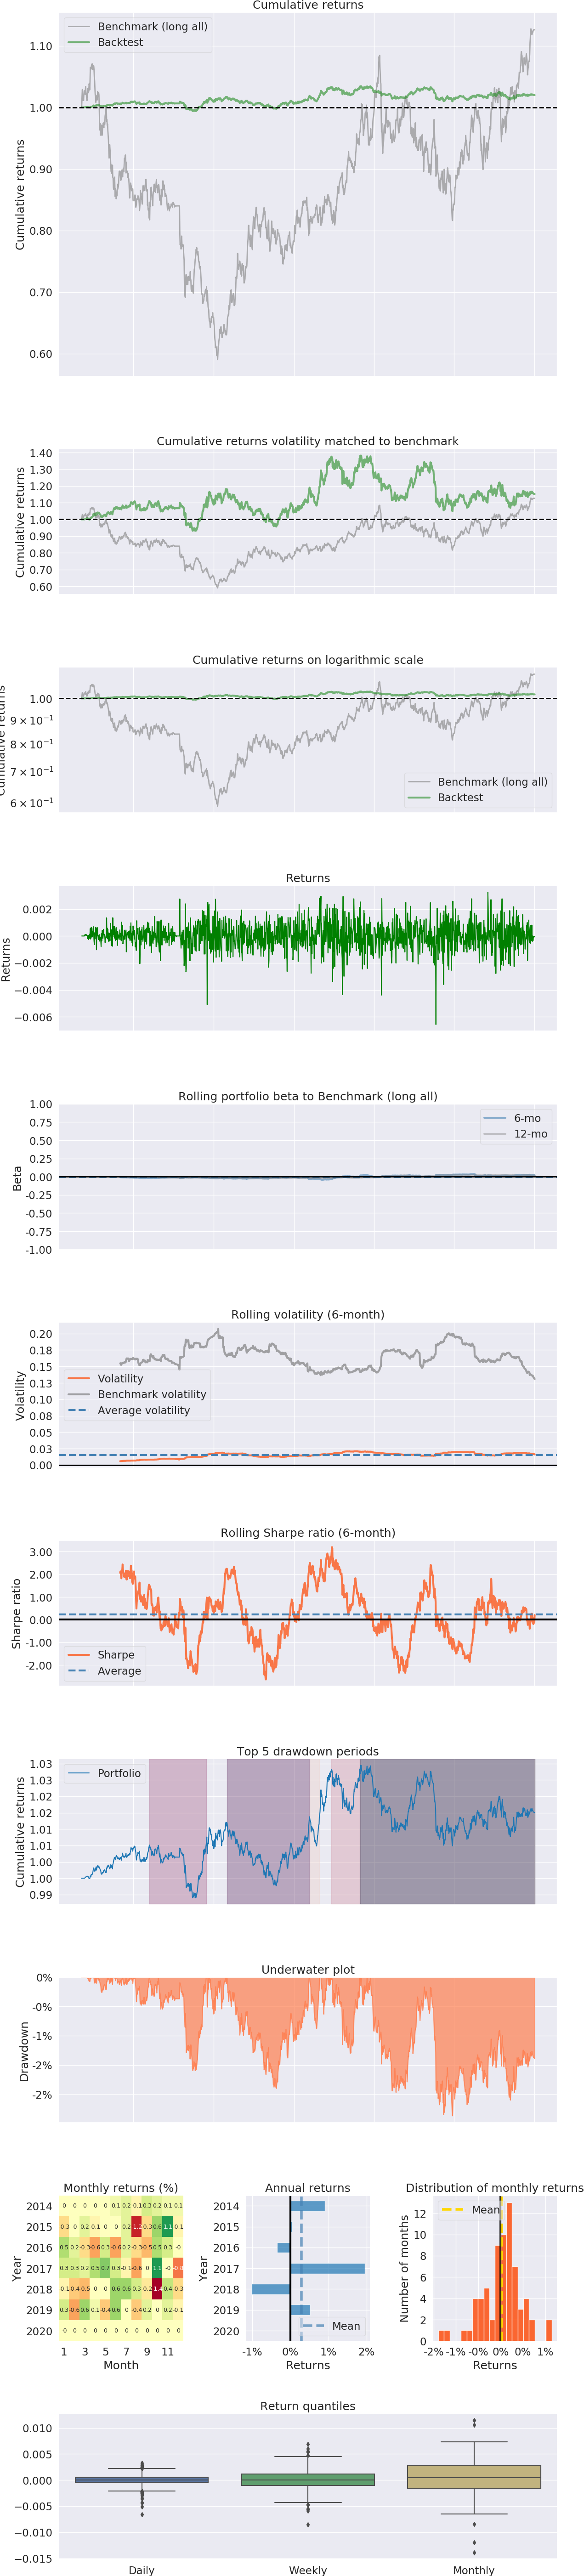 Cumulative returns
Benchmark (long all)
Backtest
1.10
1.00
0.90
0.80
0.70
0.60
Cumulative returns
Cumulative returns volatility matched to benchmark
1.40
1.30
1.20
1.10
1.00
0.90
0.80
0.70
0.60
Cumulative returns
Cumulative returns on logarithmic scale
1.00
9 × 10⁻¹
8 × 10⁻¹
7 × 10⁻¹
6 × 10⁻¹
Cumulative returns
Benchmark (long all)
Backtest
Returns
0.002
0.000
−0.002
−0.004
−0.006
Returns
Rolling portfolio beta to Benchmark (long all)
1.00
0.75
0.50
0.25
0.00
-0.25
-0.50
-0.75
-1.00
Beta
6-mo
12-mo
Rolling volatility (6-month)
0.20
0.18
0.15
0.13
0.10
0.08
0.05
0.03
0.00
Volatility
Volatility
Benchmark volatility
Average volatility
Rolling Sharpe ratio (6-month)
3.00
2.00
1.00
0.00
-1.00
-2.00
Sharpe ratio
Sharpe
Average
Top 5 drawdown periods
1.03
1.03
1.02
1.02
1.01
1.01
1.00
1.00
0.99
Cumulative returns
Portfolio
Underwater plot
0%
-0%
-1%
-2%
-2%
Drawdown
Monthly returns (%)
2014
2015
2016
2017
2018
2019
2020
Year
1 3 5 7 9 11
Month
Annual returns
2014
2015
2016
2017
2018
2019
2020
Year
Mean
-1% 0% 1% 2%
Returns
Distribution of monthly returns
Mean
12
10
8
6
4
2
0
Number of months
-2% -1% -0% 0% 0% 1%
Returns
Return quantiles
0.010
0.005
0.000
−0.005
−0.010
−0.015
Daily Weekly Monthly